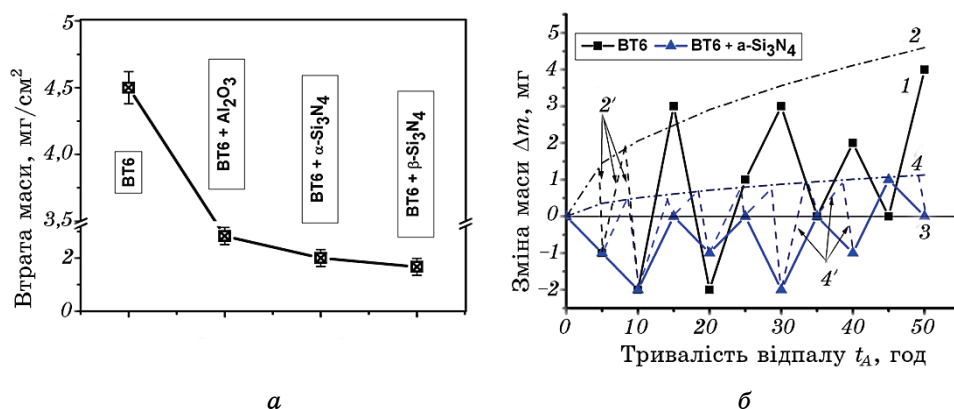 Втрата маси, мг/см²
5
4,5
4,0
3,5
2
0
ВТ6
ВТ6 + Al₂O₃
ВТ6 + α-Si₃N₄
ВТ6 + β-Si₃N₄
а
Зміна маси Δm, мг
5
4
3
2
1
0
−1
−2
ВТ6
ВТ6 + a-Si₃N₄
2
1
2′
4
3
4′
0
10
20
30
40
50
Тривалість відпалу t_A, год
б